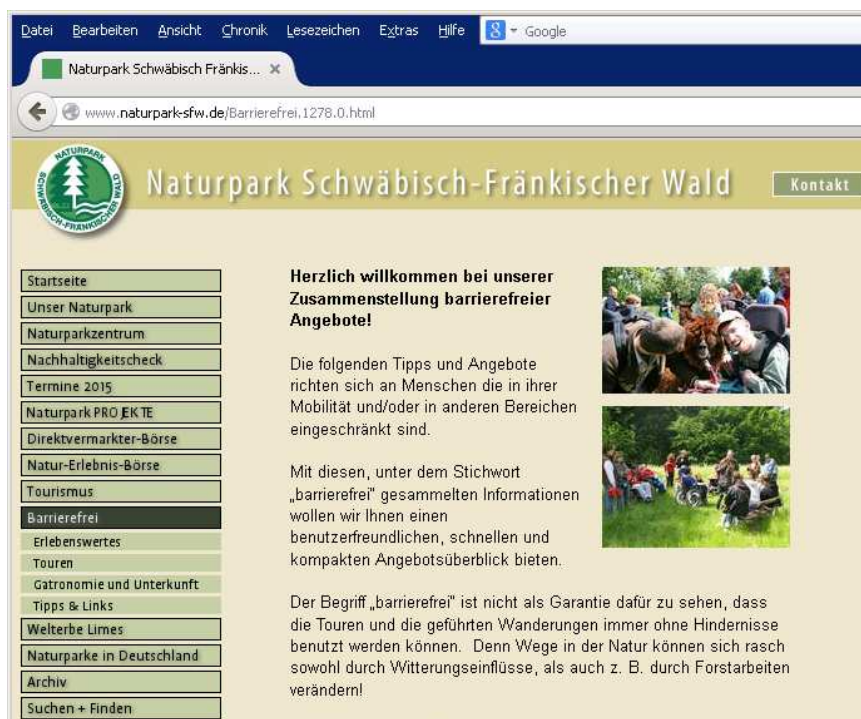 Datei Bearbeiten Ansicht Chronik Lesezeichen Extras Hilfe 8 Google
Naturpark Schwäbisch Fränkis... ×
www.naturpark-sfw.de/Barrierefrei.1278.0.html
NATURPARK
SCHWÄBISCH-FRÄNKISCHER WALD
Naturpark Schwäbisch-Fränkischer Wald
Kontakt
Startseite
Unser Naturpark
Naturparkzentrum
Nachhaltigkeitscheck
Termine 2015
Naturpark PROJEKTE
Direktvermarkter-Börse
Natur-Erlebnis-Börse
Tourismus
Barrierefrei
Erlebenswertes
Touren
Gatronomie und Unterkunft
Tipps & Links
Welterbe Limes
Naturparke in Deutschland
Archiv
Suchen + Finden
Herzlich willkommen bei unserer
Zusammenstellung barrierefreier
Angebote!
Die folgenden Tipps und Angebote
richten sich an Menschen die in ihrer
Mobilität und/oder in anderen Bereichen
eingeschränkt sind.
Mit diesen, unter dem Stichwort
„barrierefrei" gesammelten Informationen
wollen wir Ihnen einen
benutzerfreundlichen, schnellen und
kompakten Angebotsüberblick bieten.
Der Begriff „barrierefrei" ist nicht als Garantie dafür zu sehen, dass
die Touren und die geführten Wanderungen immer ohne Hindernisse
benutzt werden können. Denn Wege in der Natur können sich rasch
sowohl durch Witterungseinflüsse, als auch z. B. durch Forstarbeiten
verändern!